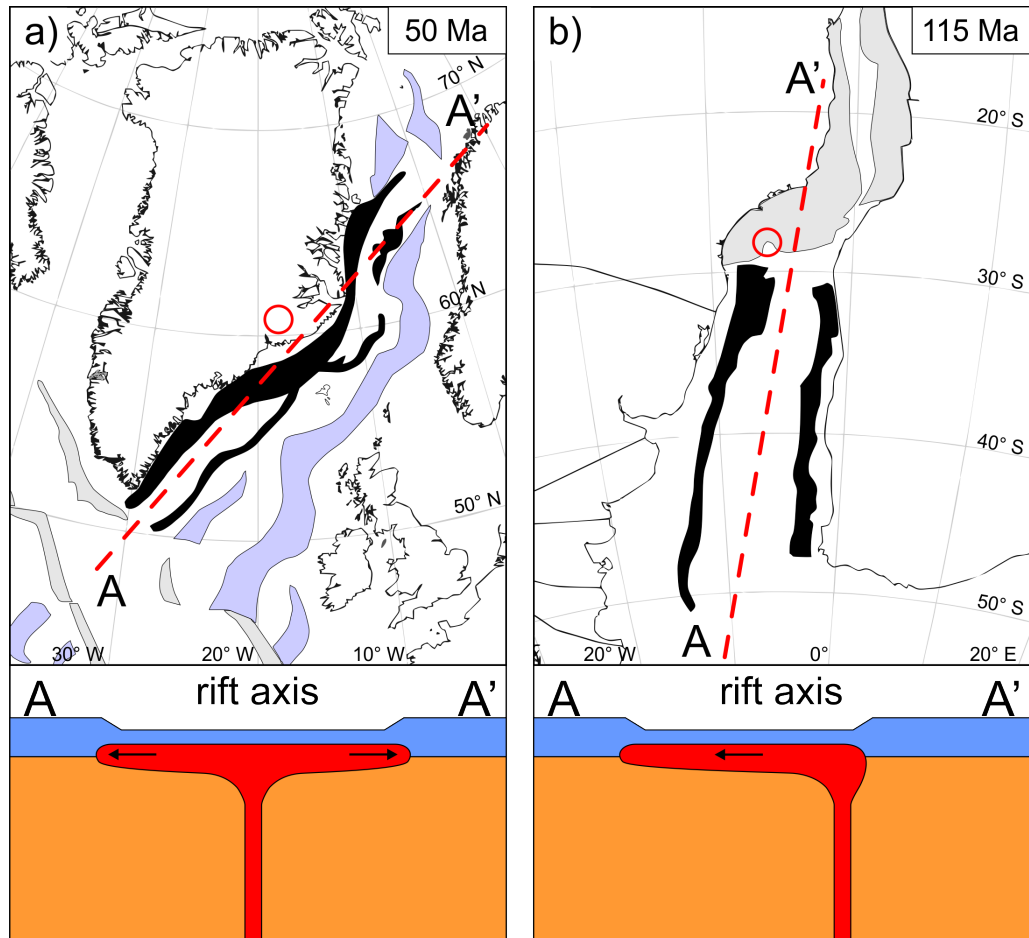 a)
50 Ma
70° N
A'
60° N
50° N
A
30° W
20° W
10° W
A
rift axis
A'
b)
115 Ma
A'
20° S
30° S
40° S
50° S
A
20° W
0°
20° E
A
rift axis
A'